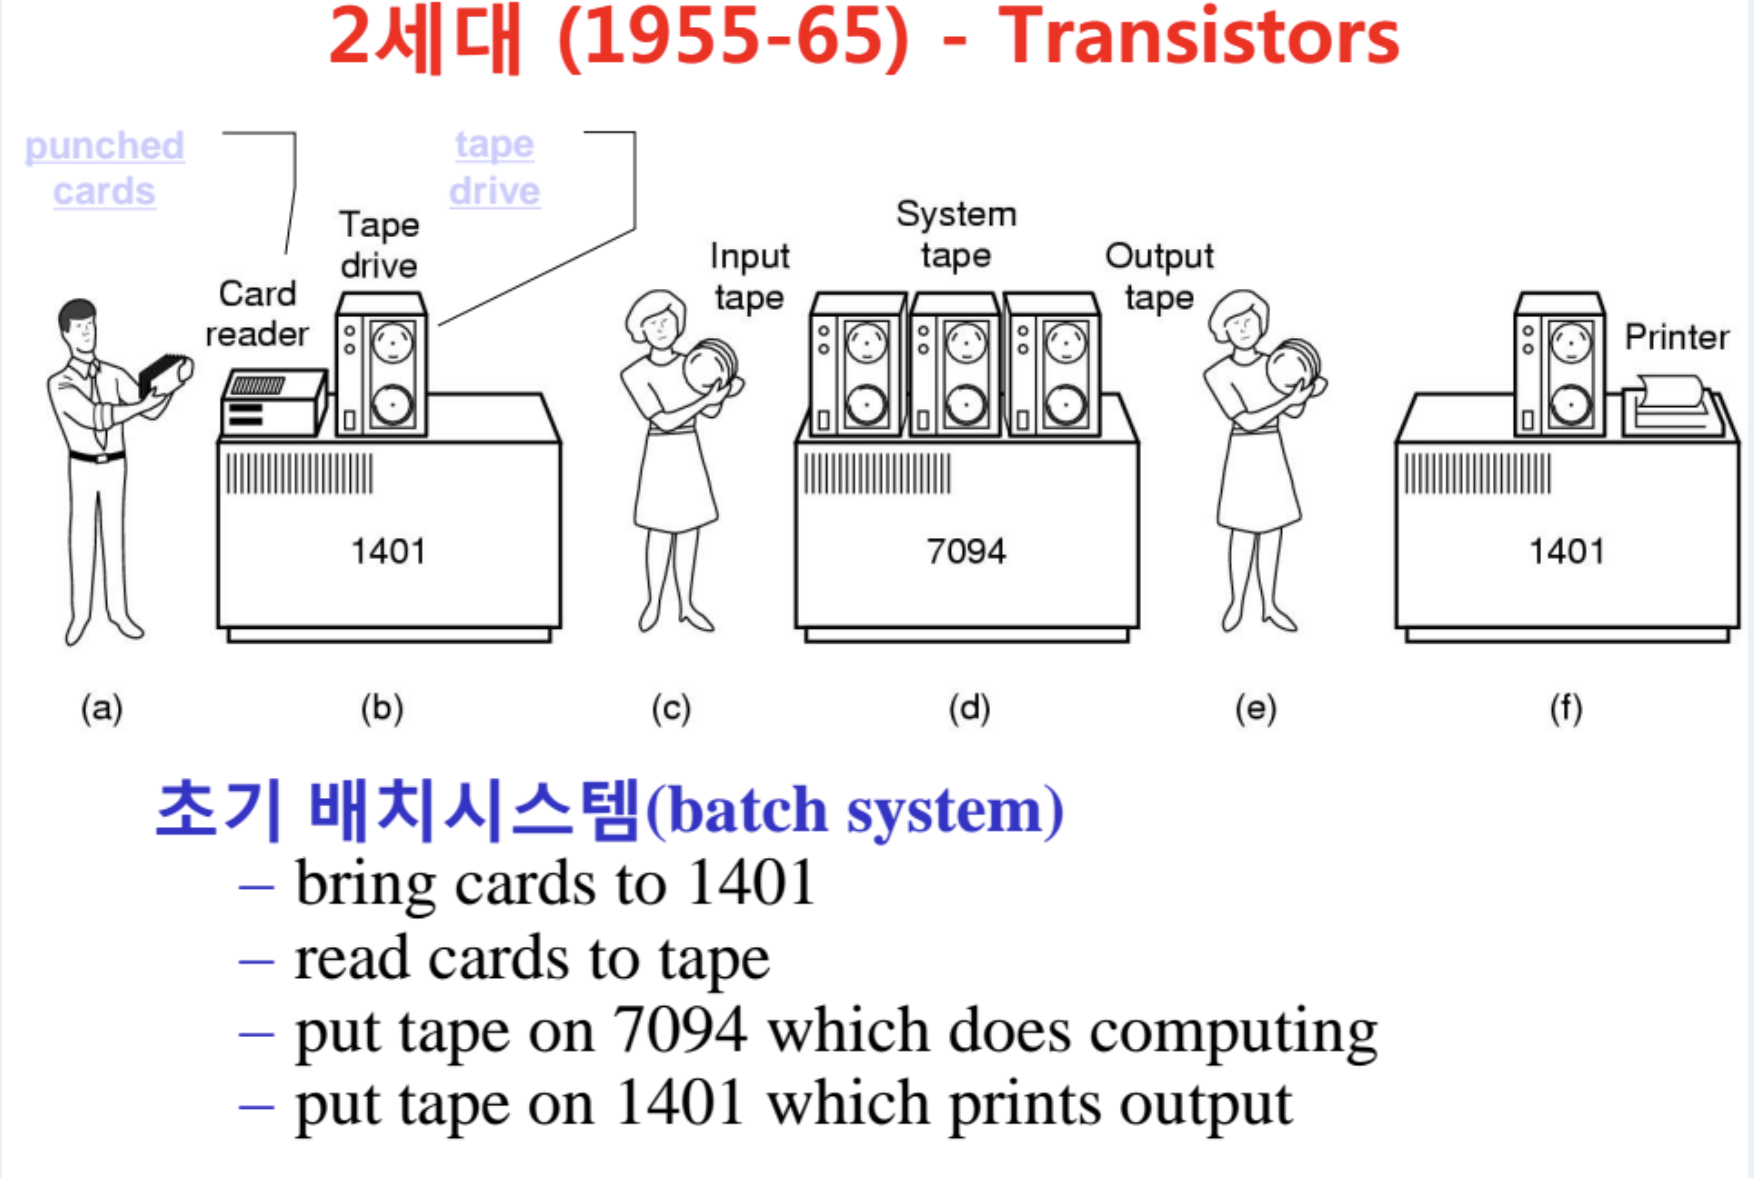 2세대 (1955-65) - Transistors
punched
cards
tape
drive
Tape
drive
Card
reader
Input
tape
System
tape
Output
tape
Printer
1401
7094
1401
(a)
(b)
(c)
(d)
(e)
(f)
초기 배치시스템(batch system)
– bring cards to 1401
– read cards to tape
– put tape on 7094 which does computing
– put tape on 1401 which prints output